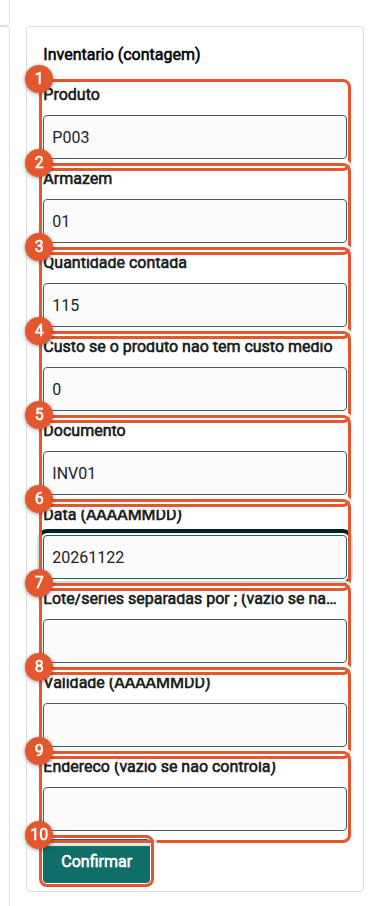 Inventario (contagem)
1
Produto
P003
2
Armazem
01
3
Quantidade contada
115
4
Custo se o produto nao tem custo medio
0
5
Documento
INV01
6
Data (AAAAMMDD)
20261122
7
Lote/series separadas por ; (vazio se na...
8
Validade (AAAAMMDD)
9
Endereco (vazio se nao controla)
10
Confirmar